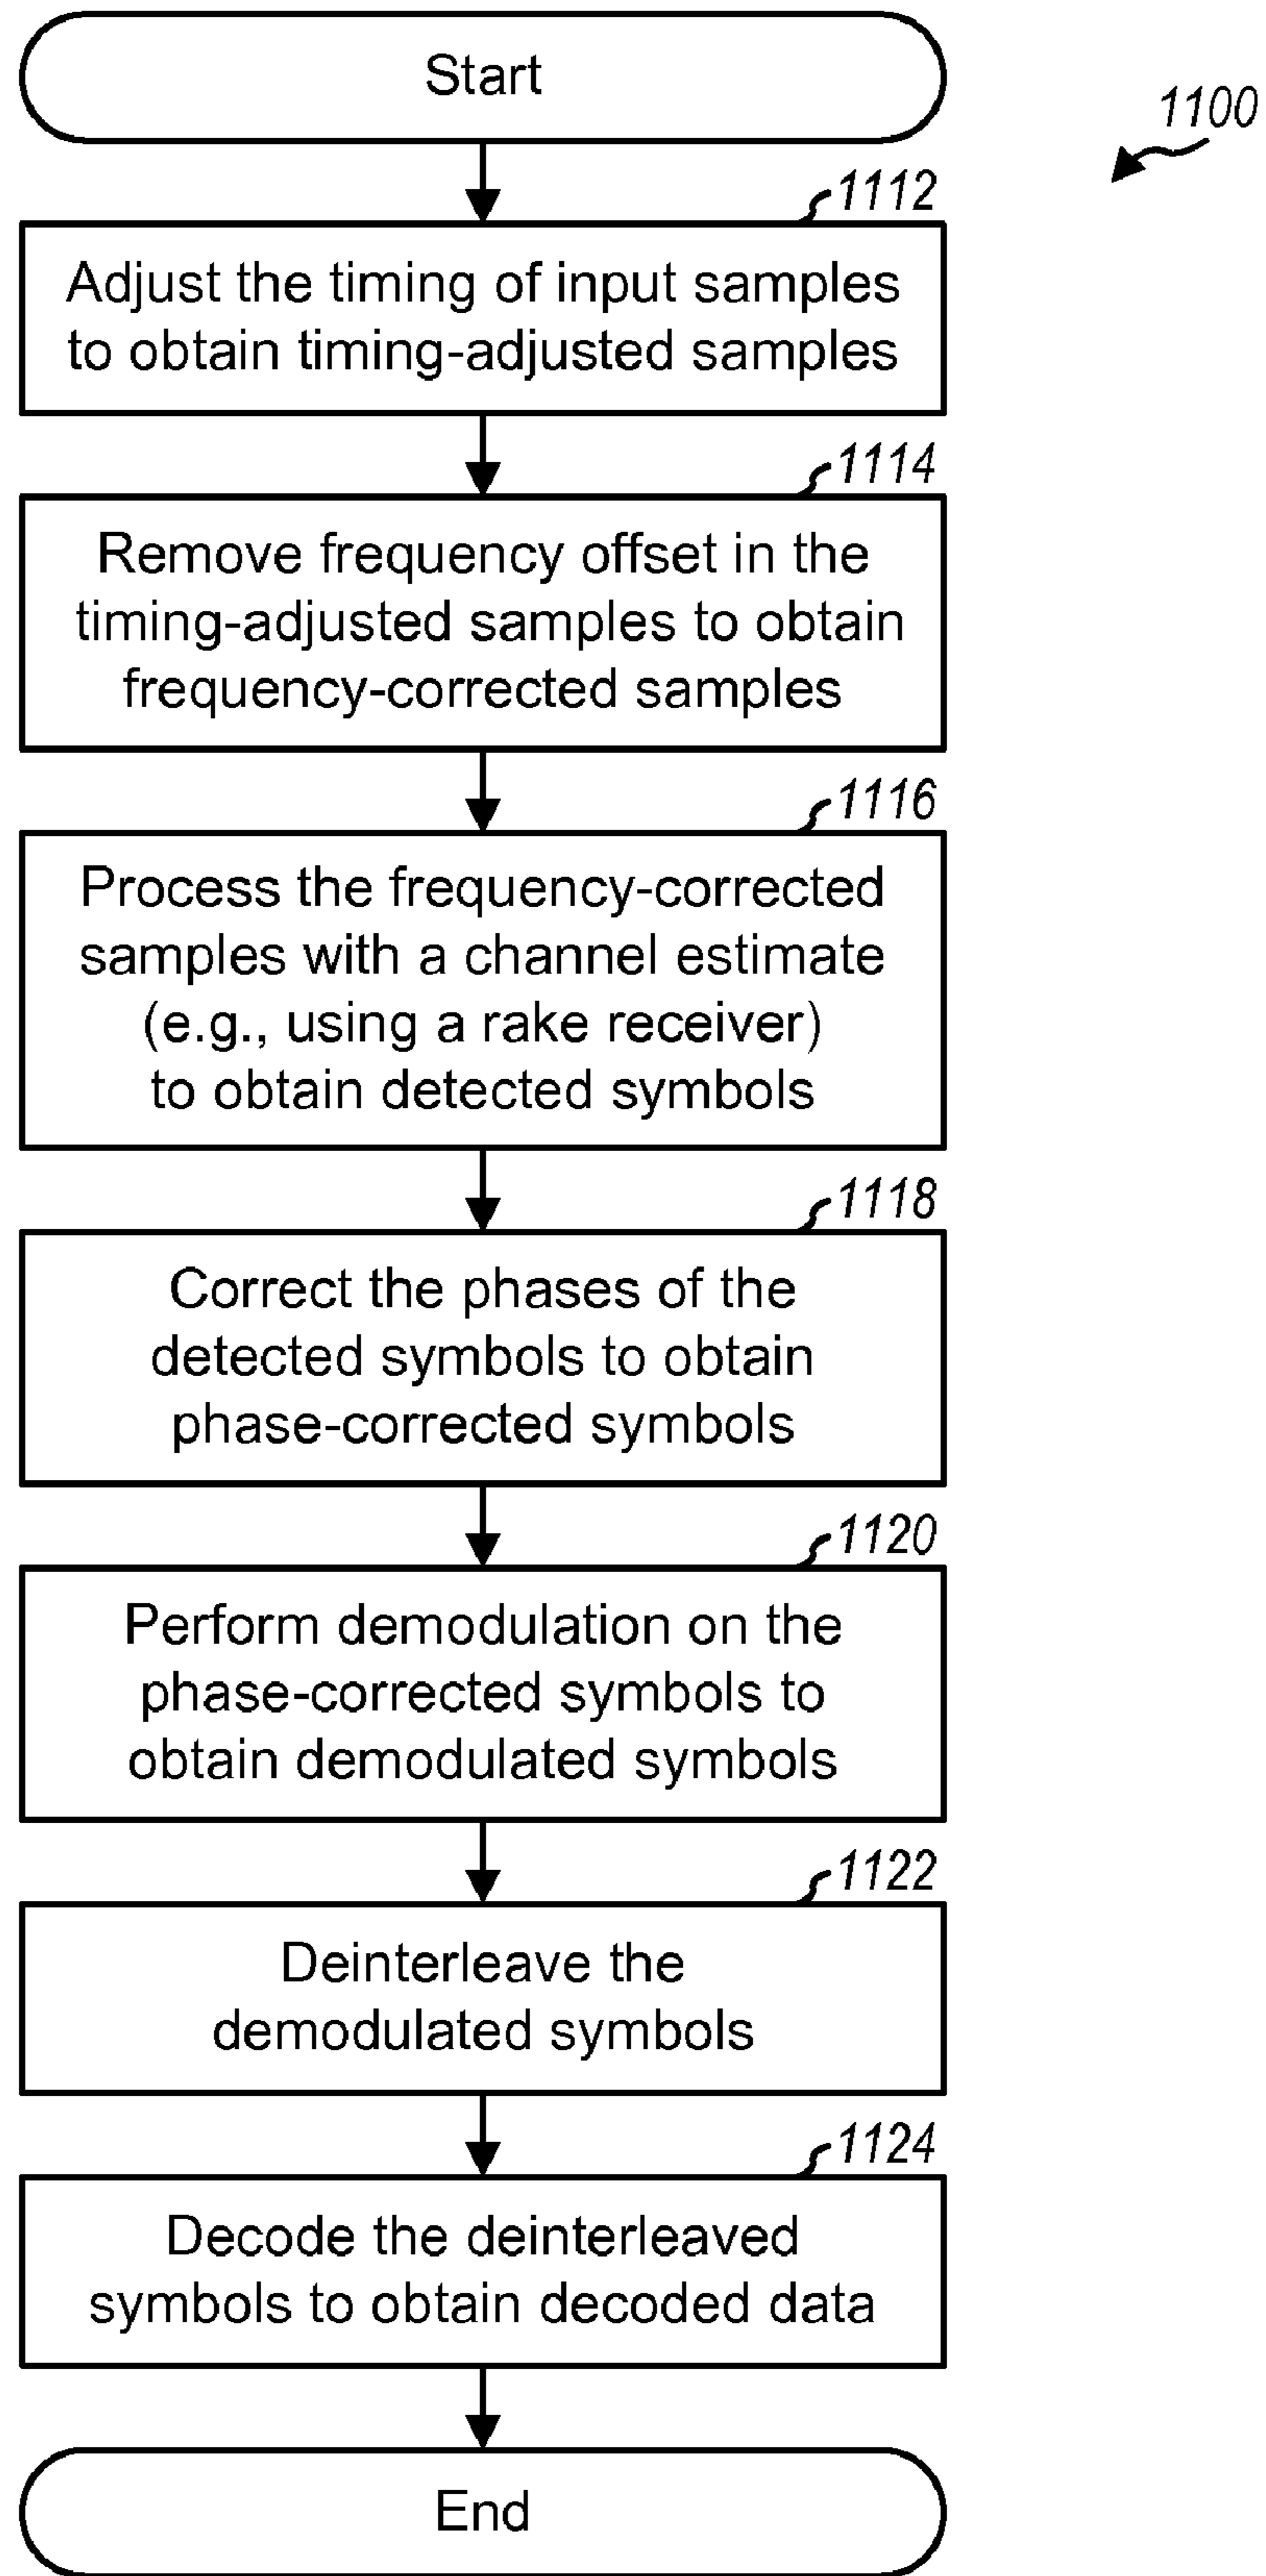 Start
1100
1112
Adjust the timing of input samples
to obtain timing-adjusted samples
1114
Remove frequency offset in the
timing-adjusted samples to obtain
frequency-corrected samples
1116
Process the frequency-corrected
samples with a channel estimate
(e.g., using a rake receiver)
to obtain detected symbols
1118
Correct the phases of the
detected symbols to obtain
phase-corrected symbols
1120
Perform demodulation on the
phase-corrected symbols to
obtain demodulated symbols
1122
Deinterleave the
demodulated symbols
1124
Decode the deinterleaved
symbols to obtain decoded data
End